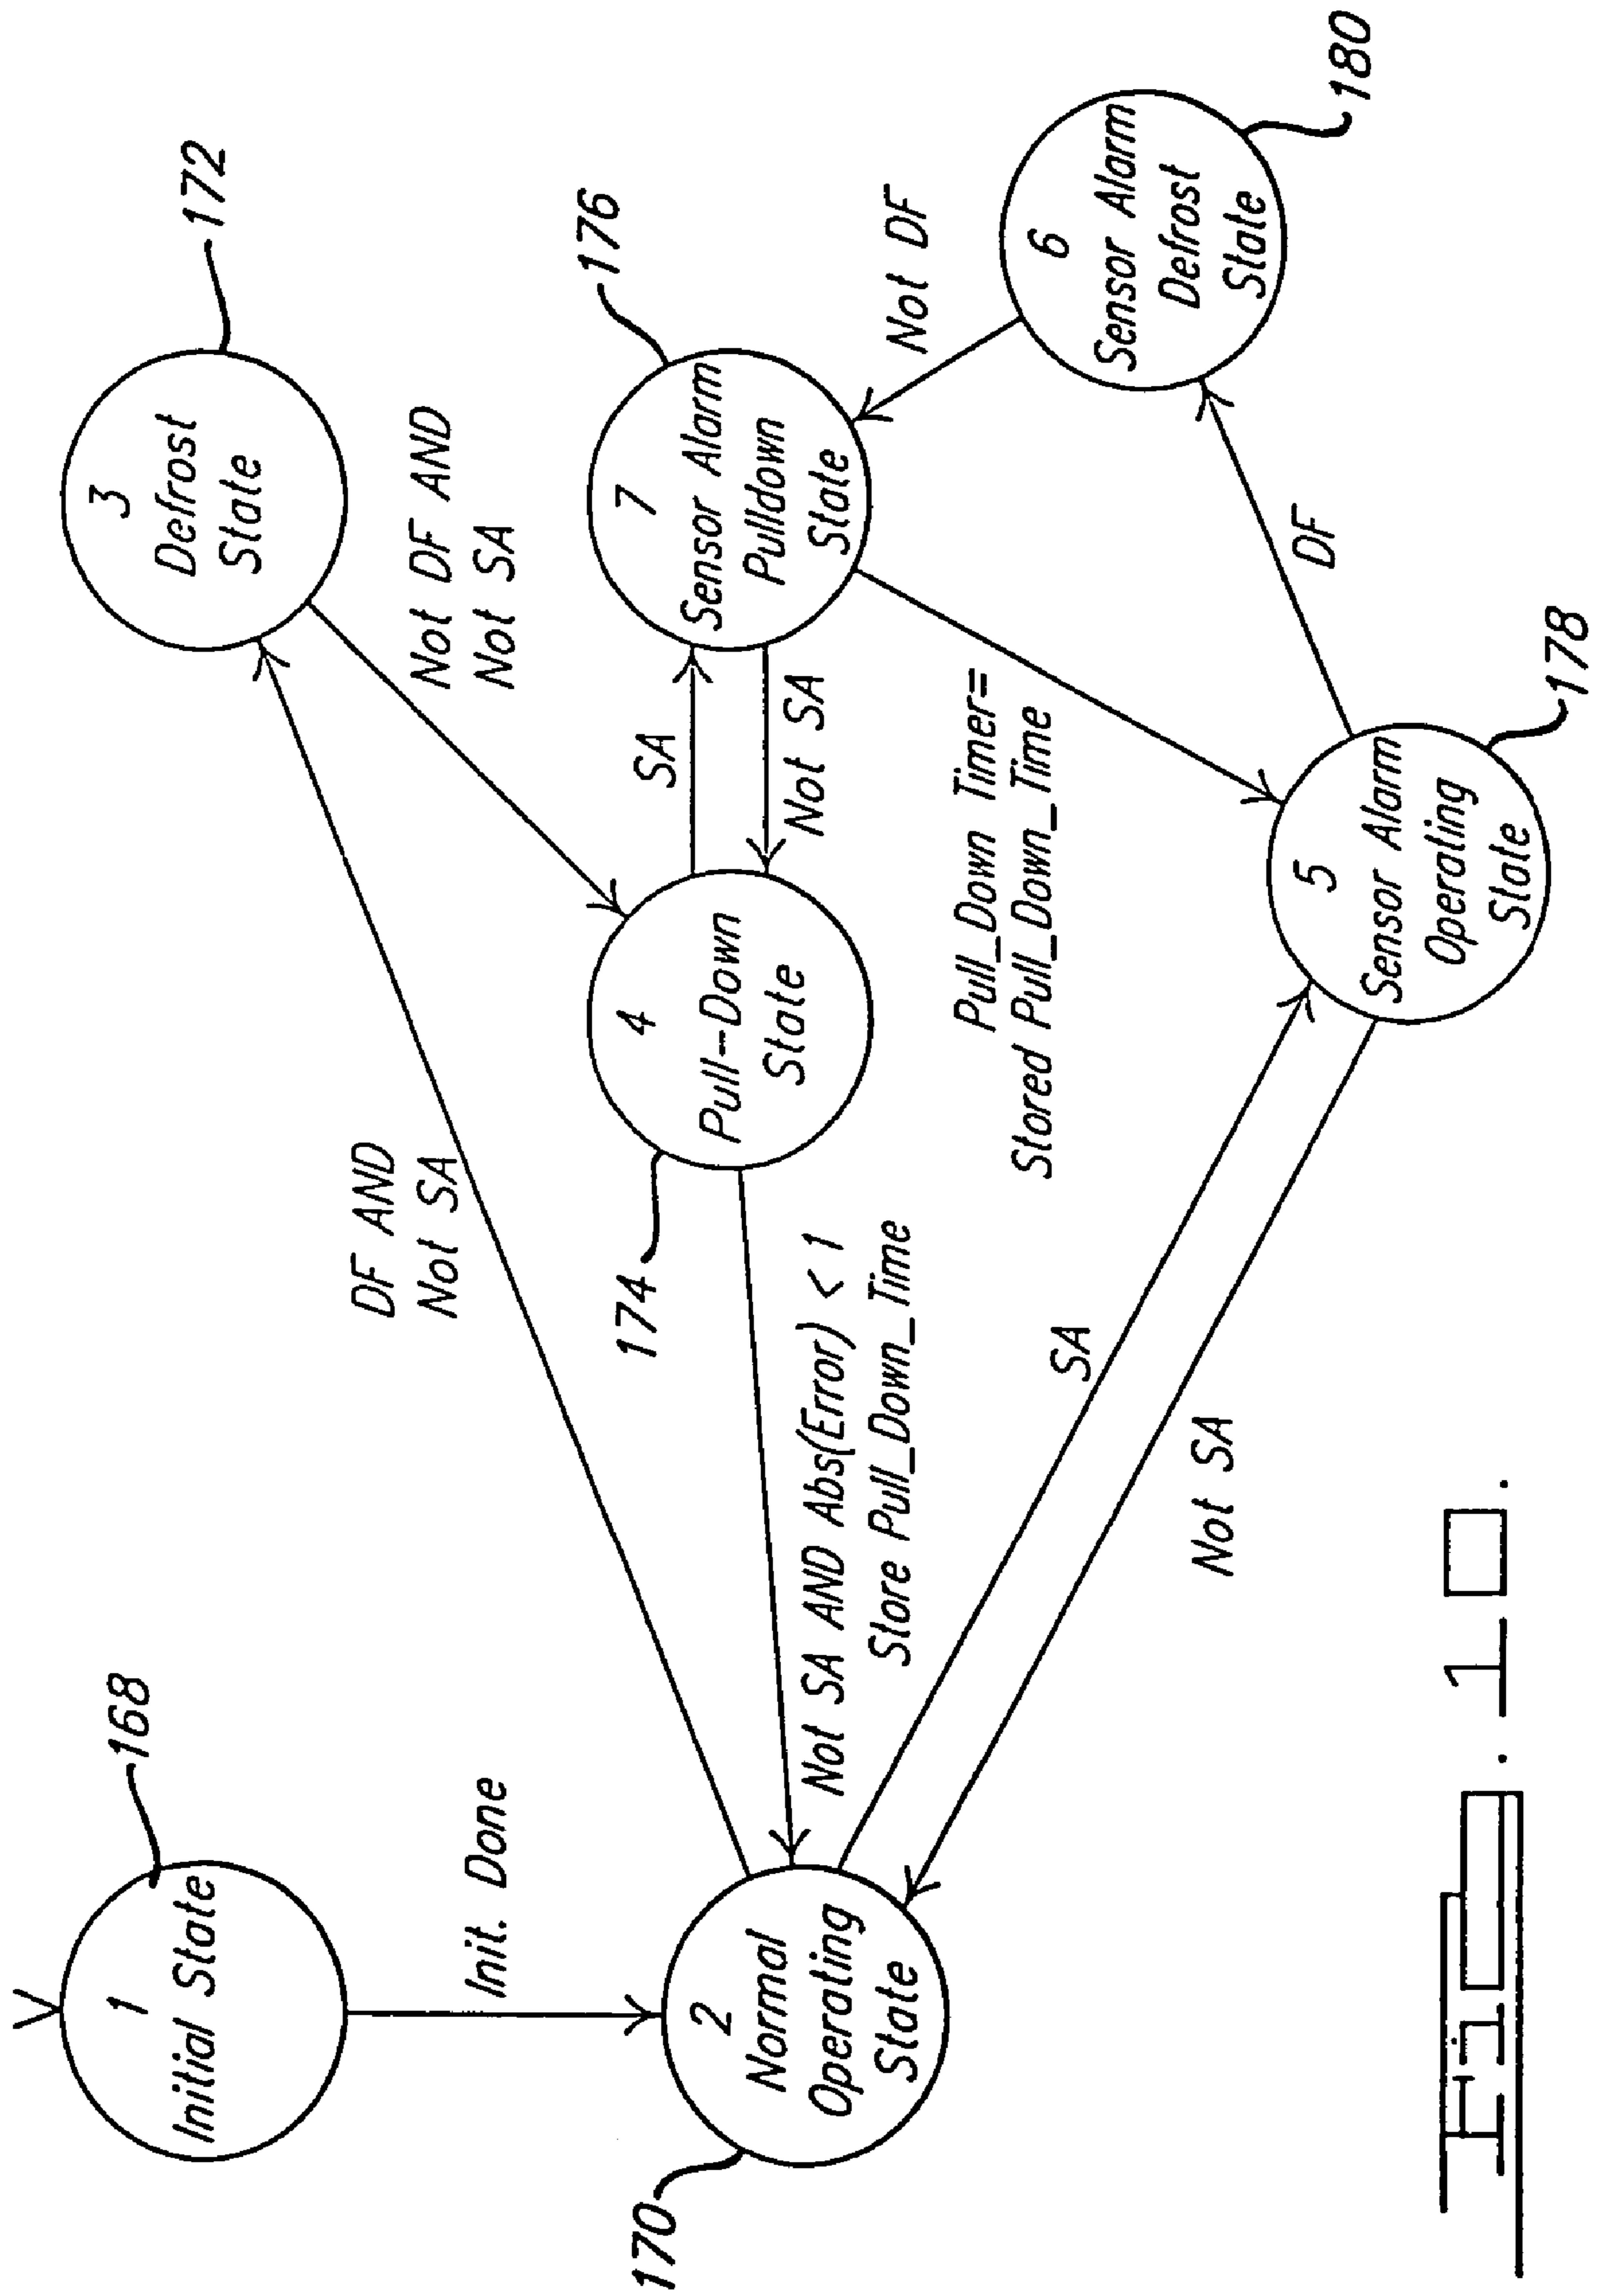 1
Initial State
168
Init. Done
2
Normal
Operating
State
170
3
Defrost
State
172
DF AND
Not SA
Not DF AND
Not SA
4
Pull-Down
State
174
SA
Not SA
7
Sensor Alarm
Pulldown
State
176
Not DF
6
Sensor Alarm
Defrost
State
180
DF
Pull_Down Timer=
Stored Pull_Down_Time
Not SA AND Abs(Error) < 1
Store Pull_Down_Time
SA
Not SA
5
Sensor Alarm
Operating
State
178
Fig. 10.